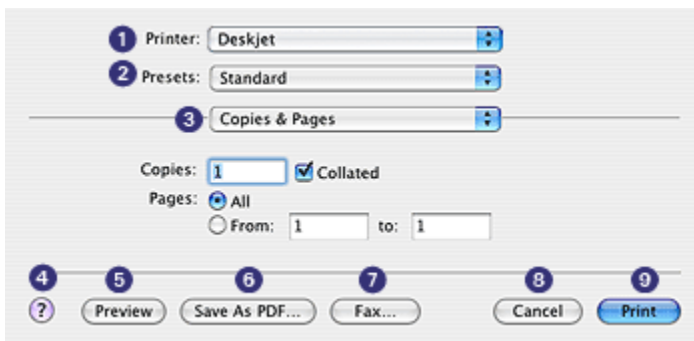 1 Printer: Deskjet
2 Presets: Standard
3 Copies & Pages
Copies: 1 Collated
Pages: All
From: 1 to: 1
4 5 6 7 8 9
? Preview Save As PDF... Fax... Cancel Print